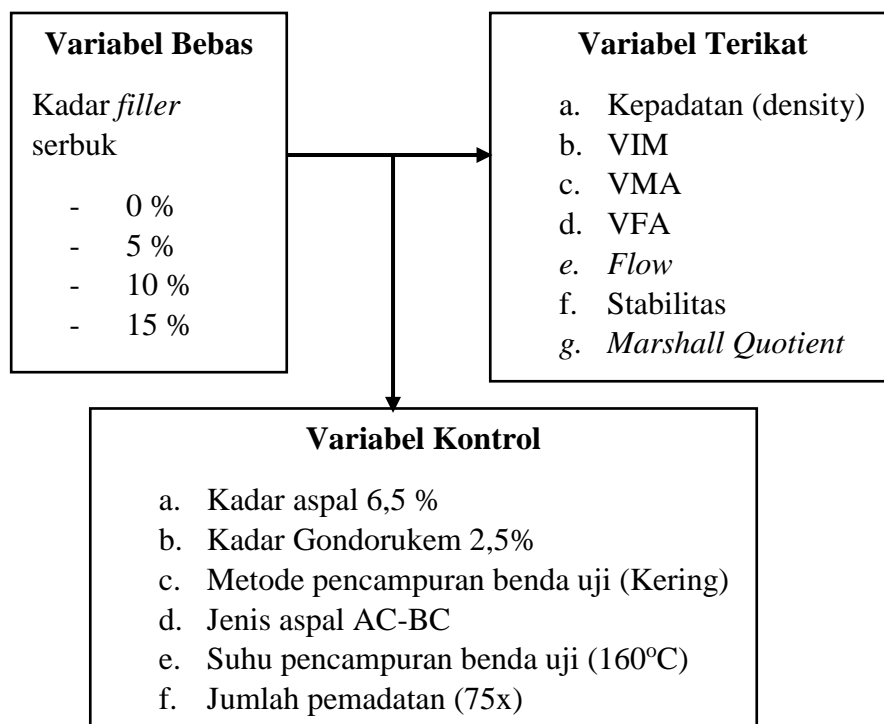 Variabel Bebas
Kadar filler
serbuk
- 0 %
- 5 %
- 10 %
- 15 %
Variabel Terikat
a. Kepadatan (density)
b. VIM
c. VMA
d. VFA
e. Flow
f. Stabilitas
g. Marshall Quotient
Variabel Kontrol
a. Kadar aspal 6,5 %
b. Kadar Gondorukem 2,5%
c. Metode pencampuran benda uji (Kering)
d. Jenis aspal AC-BC
e. Suhu pencampuran benda uji (160ºC)
f. Jumlah pemadatan (75x)